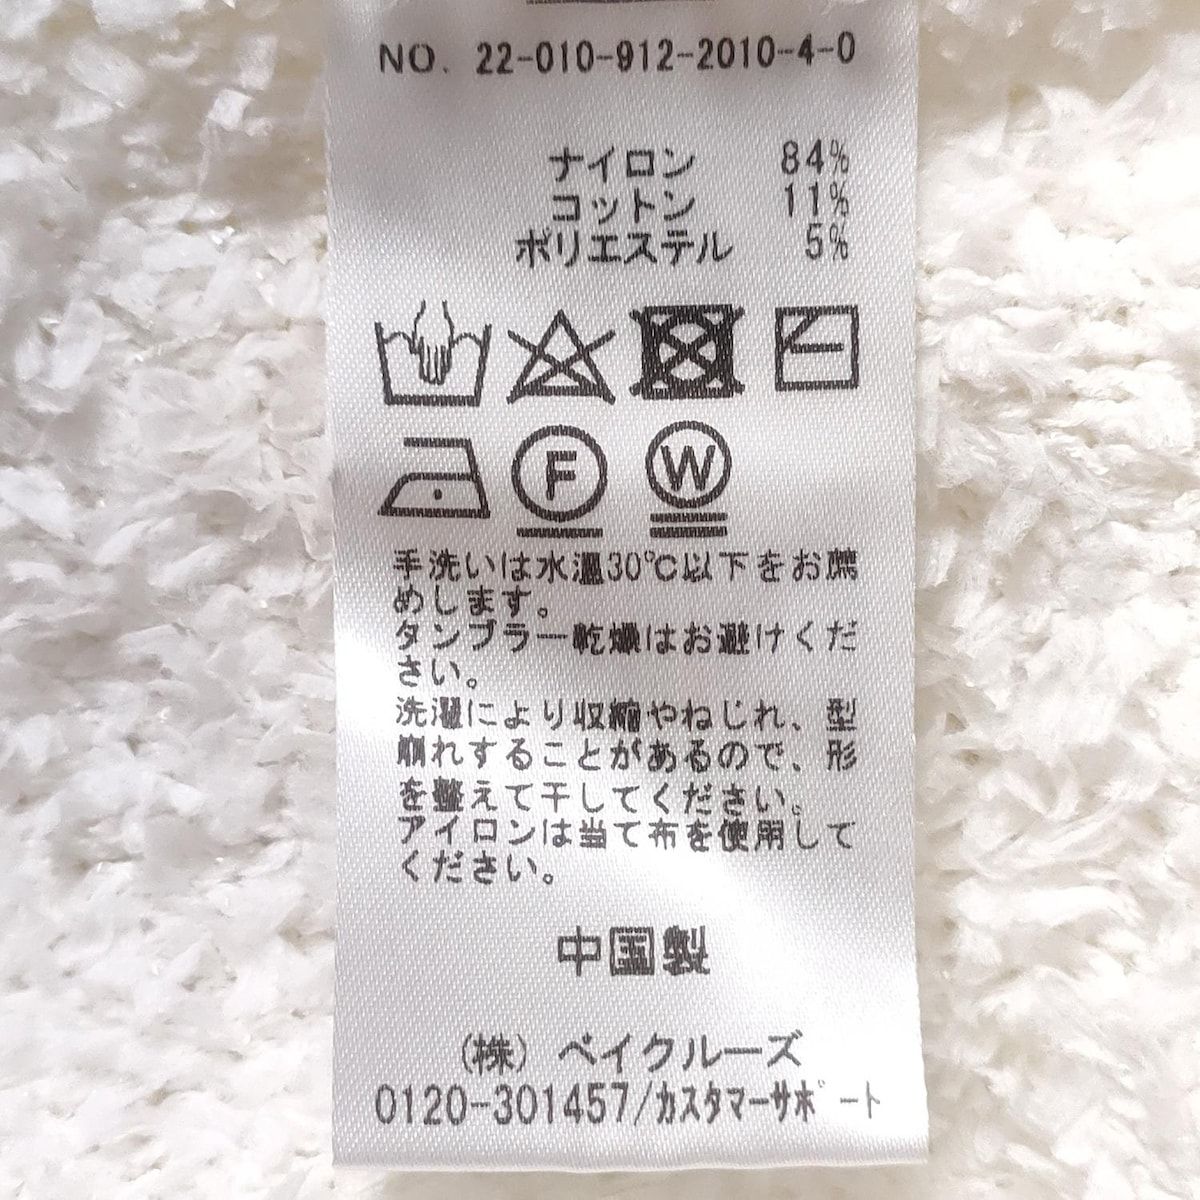 NO. 22-010-912-2010-4-0
ナイロン 84%
コットン 11%
ポリエステル 5%
F W
手洗いは水温30℃以下をお薦
めします。
タンブラー乾燥はお避けくだ
さい。
洗濯により収縮やねじれ、型
崩れすることがあるので、形
を整えて干してください。
アイロンは当て布を使用して
ください。
中国製
(株) ベイクルーズ
0120-301457/カスタマーサポート